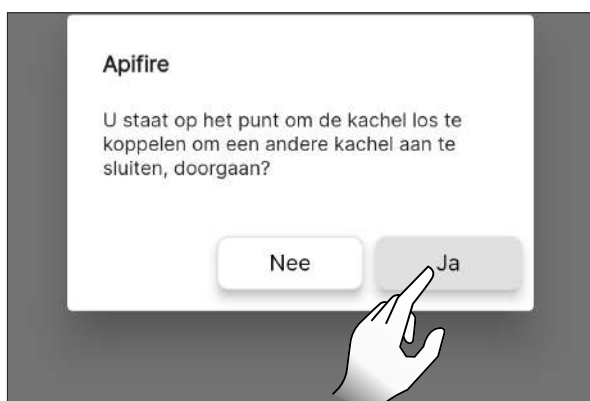 Apifire
U staat op het punt om de kachel los te
koppelen om een andere kachel aan te
sluiten, doorgaan?
Nee
Ja